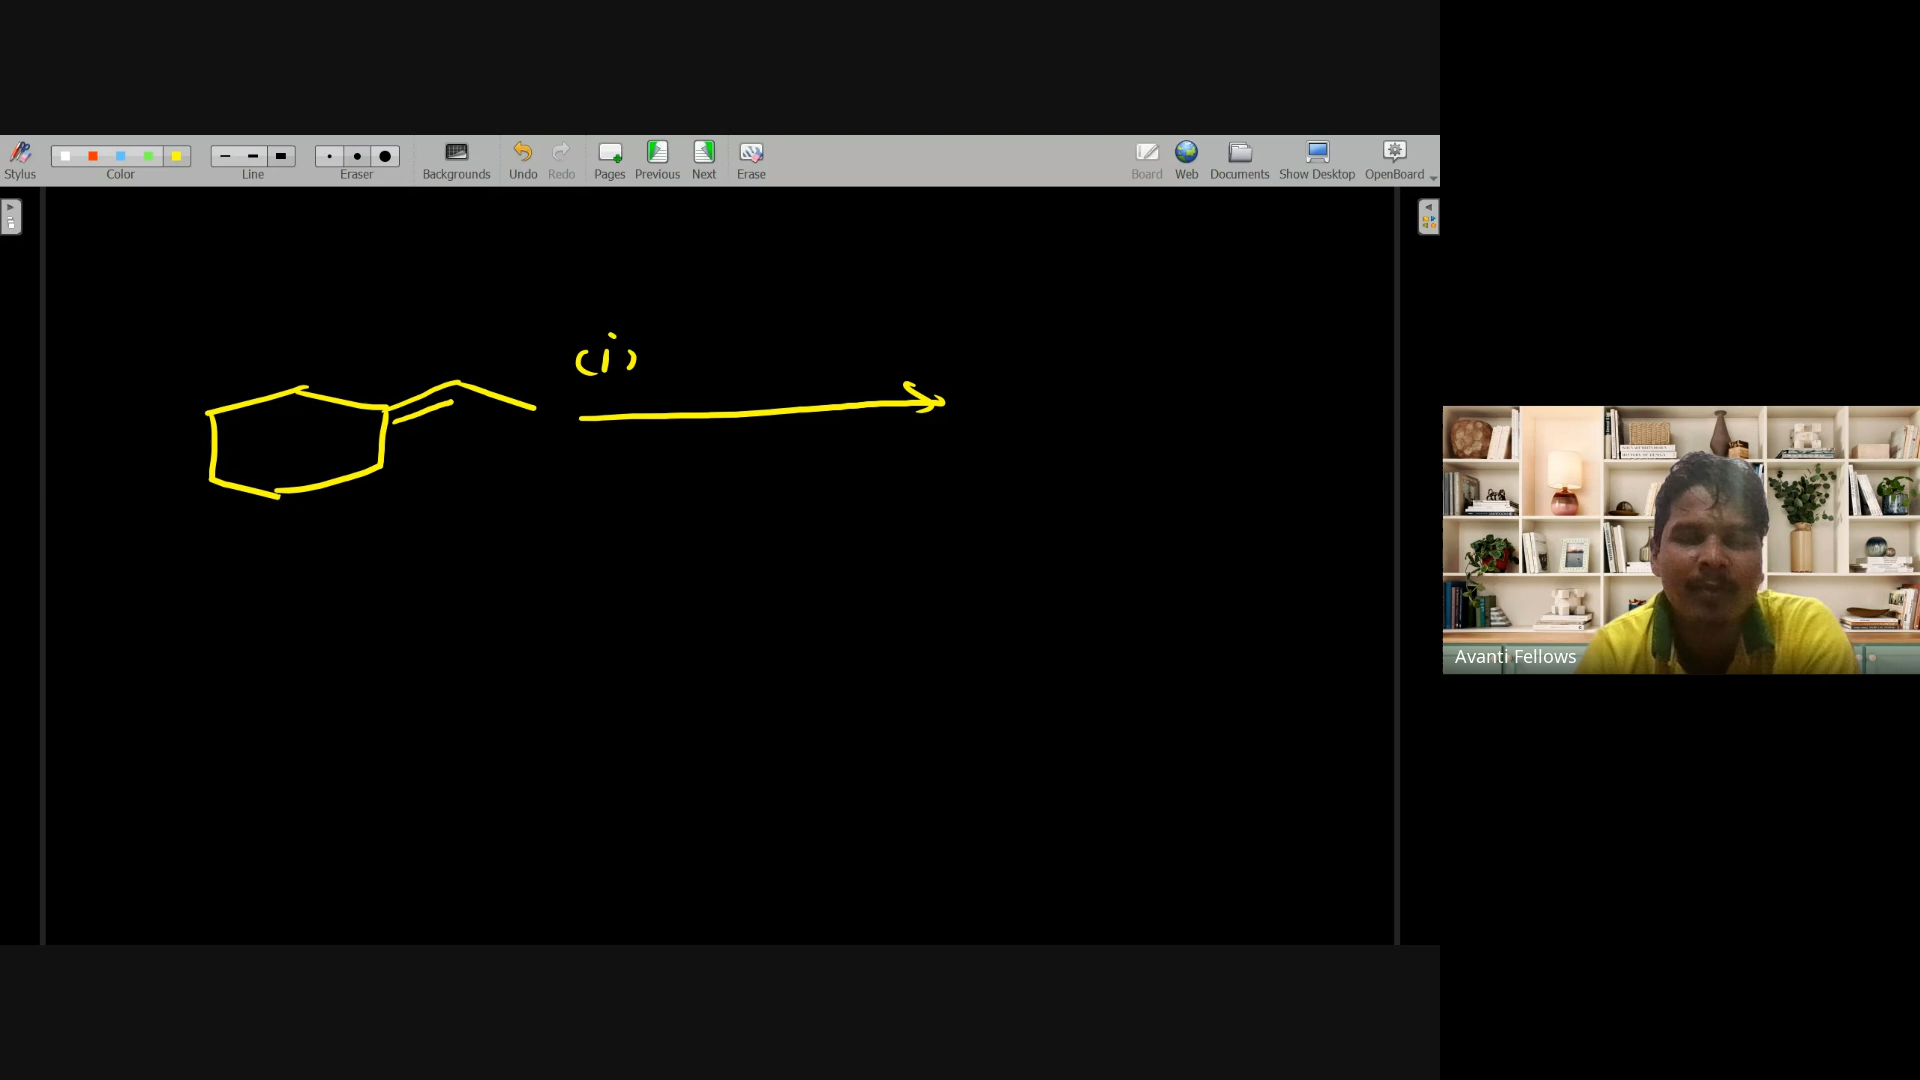 Stylus Color Line Eraser Backgrounds Undo Redo Pages Previous Next Erase Board Web Documents Show Desktop OpenBoard
(i)
Avanti Fellows